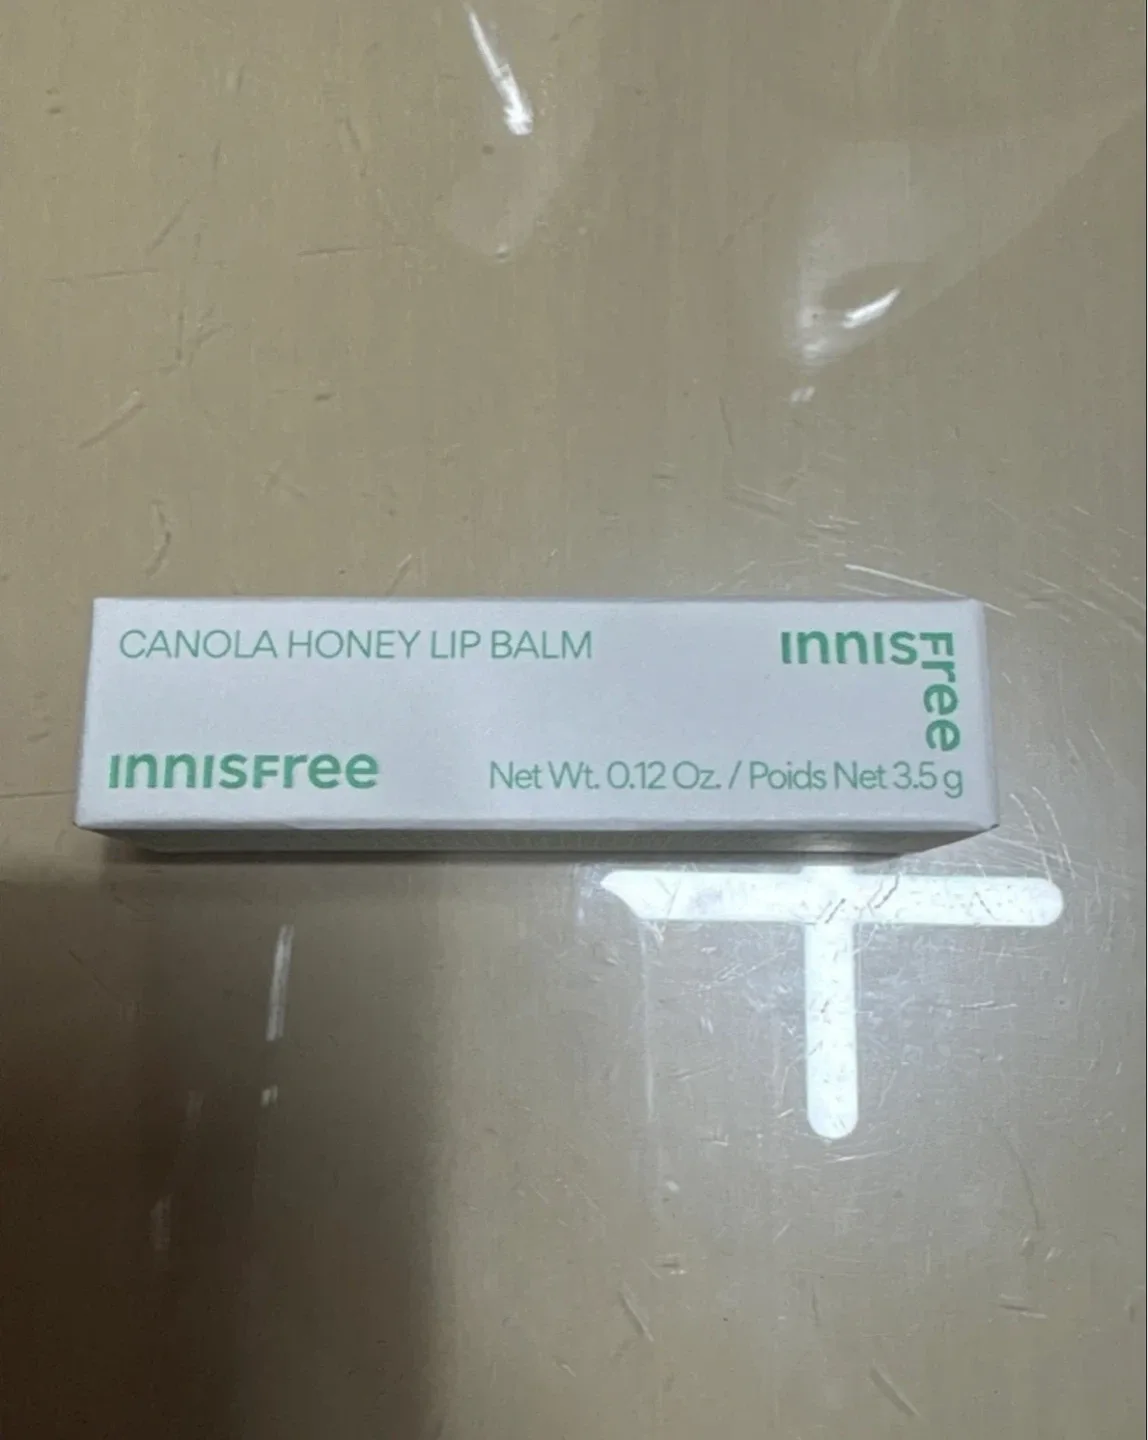 CANOLA HONEY LIP BALM
INNISFree
INNISFree
Net Wt. 0.12 Oz. / Poids Net 3.5 g